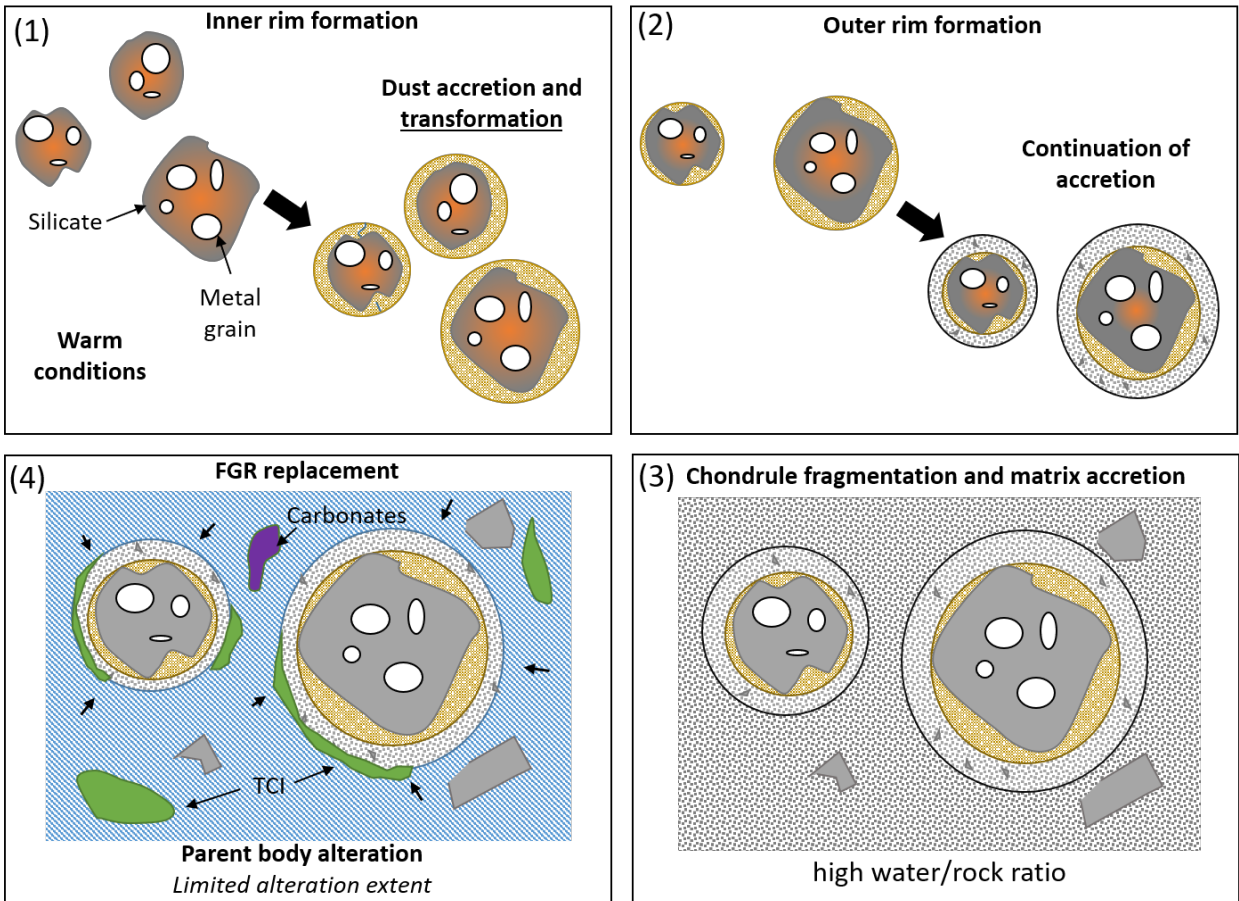 (1)
Inner rim formation
Dust accretion and
transformation
Silicate
Metal
grain
Warm
conditions
(2)
Outer rim formation
Continuation of
accretion
(3)
Chondrule fragmentation and matrix accretion
high water/rock ratio
(4)
FGR replacement
Carbonates
TCI
Parent body alteration
Limited alteration extent